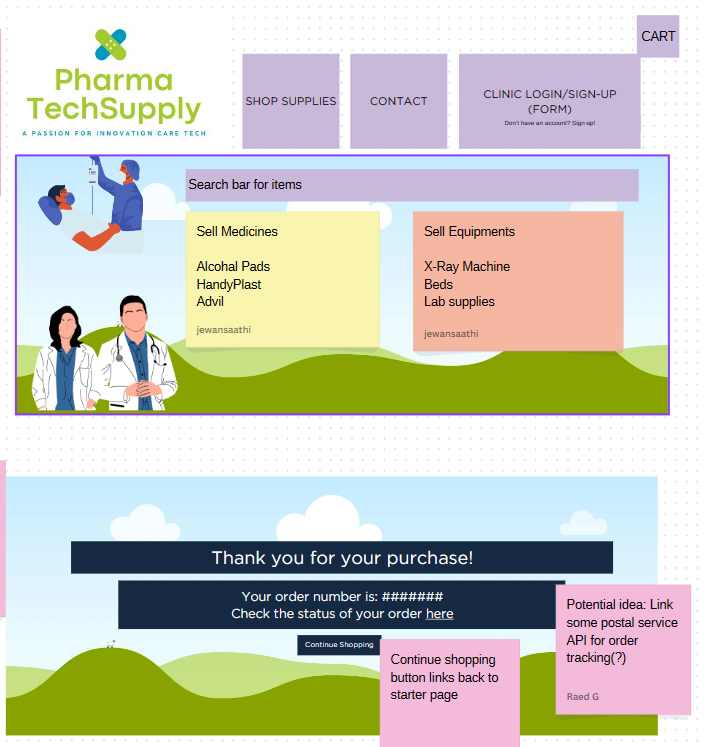 CART
Pharma
TechSupply
A PASSION FOR INNOVATION CARE TECH
SHOP SUPPLIES
CONTACT
CLINIC LOGIN/SIGN-UP
(FORM)
Don't have an account? Sign up!
Search bar for items
Sell Medicines
Alcohal Pads
HandyPlast
Advil
jewansaathi
Sell Equipments
X-Ray Machine
Beds
Lab supplies
jewansaathi
Thank you for your purchase!
Your order number is: #######
Check the status of your order here
Continue Shopping
Continue shopping
button links back to
starter page
Potential idea: Link
some postal service
API for order
tracking(?)
Raed G